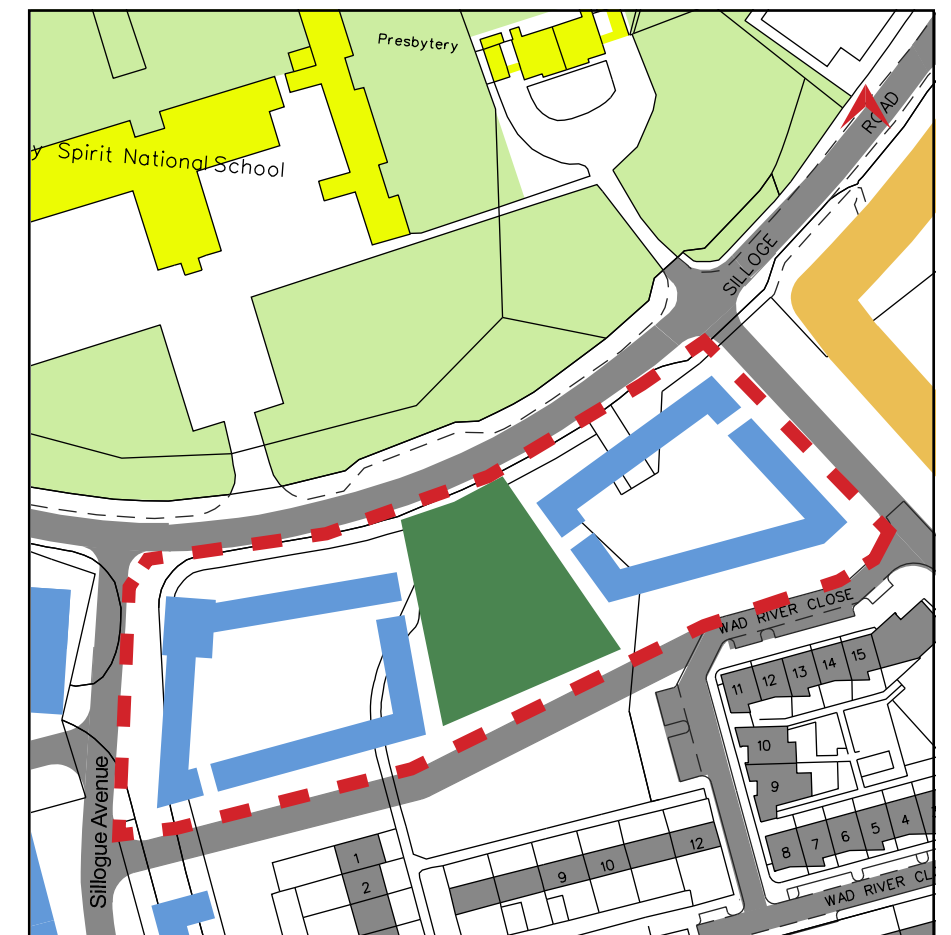 Presbytery
y Spirit National School
ROAD
SILLOGE
WAD RIVER CLOSE
11 12 13 14 15
10
9
8 7 6 5 4
1
2
9 10 12
WAD RIVER CLO
Sillogue Avenue